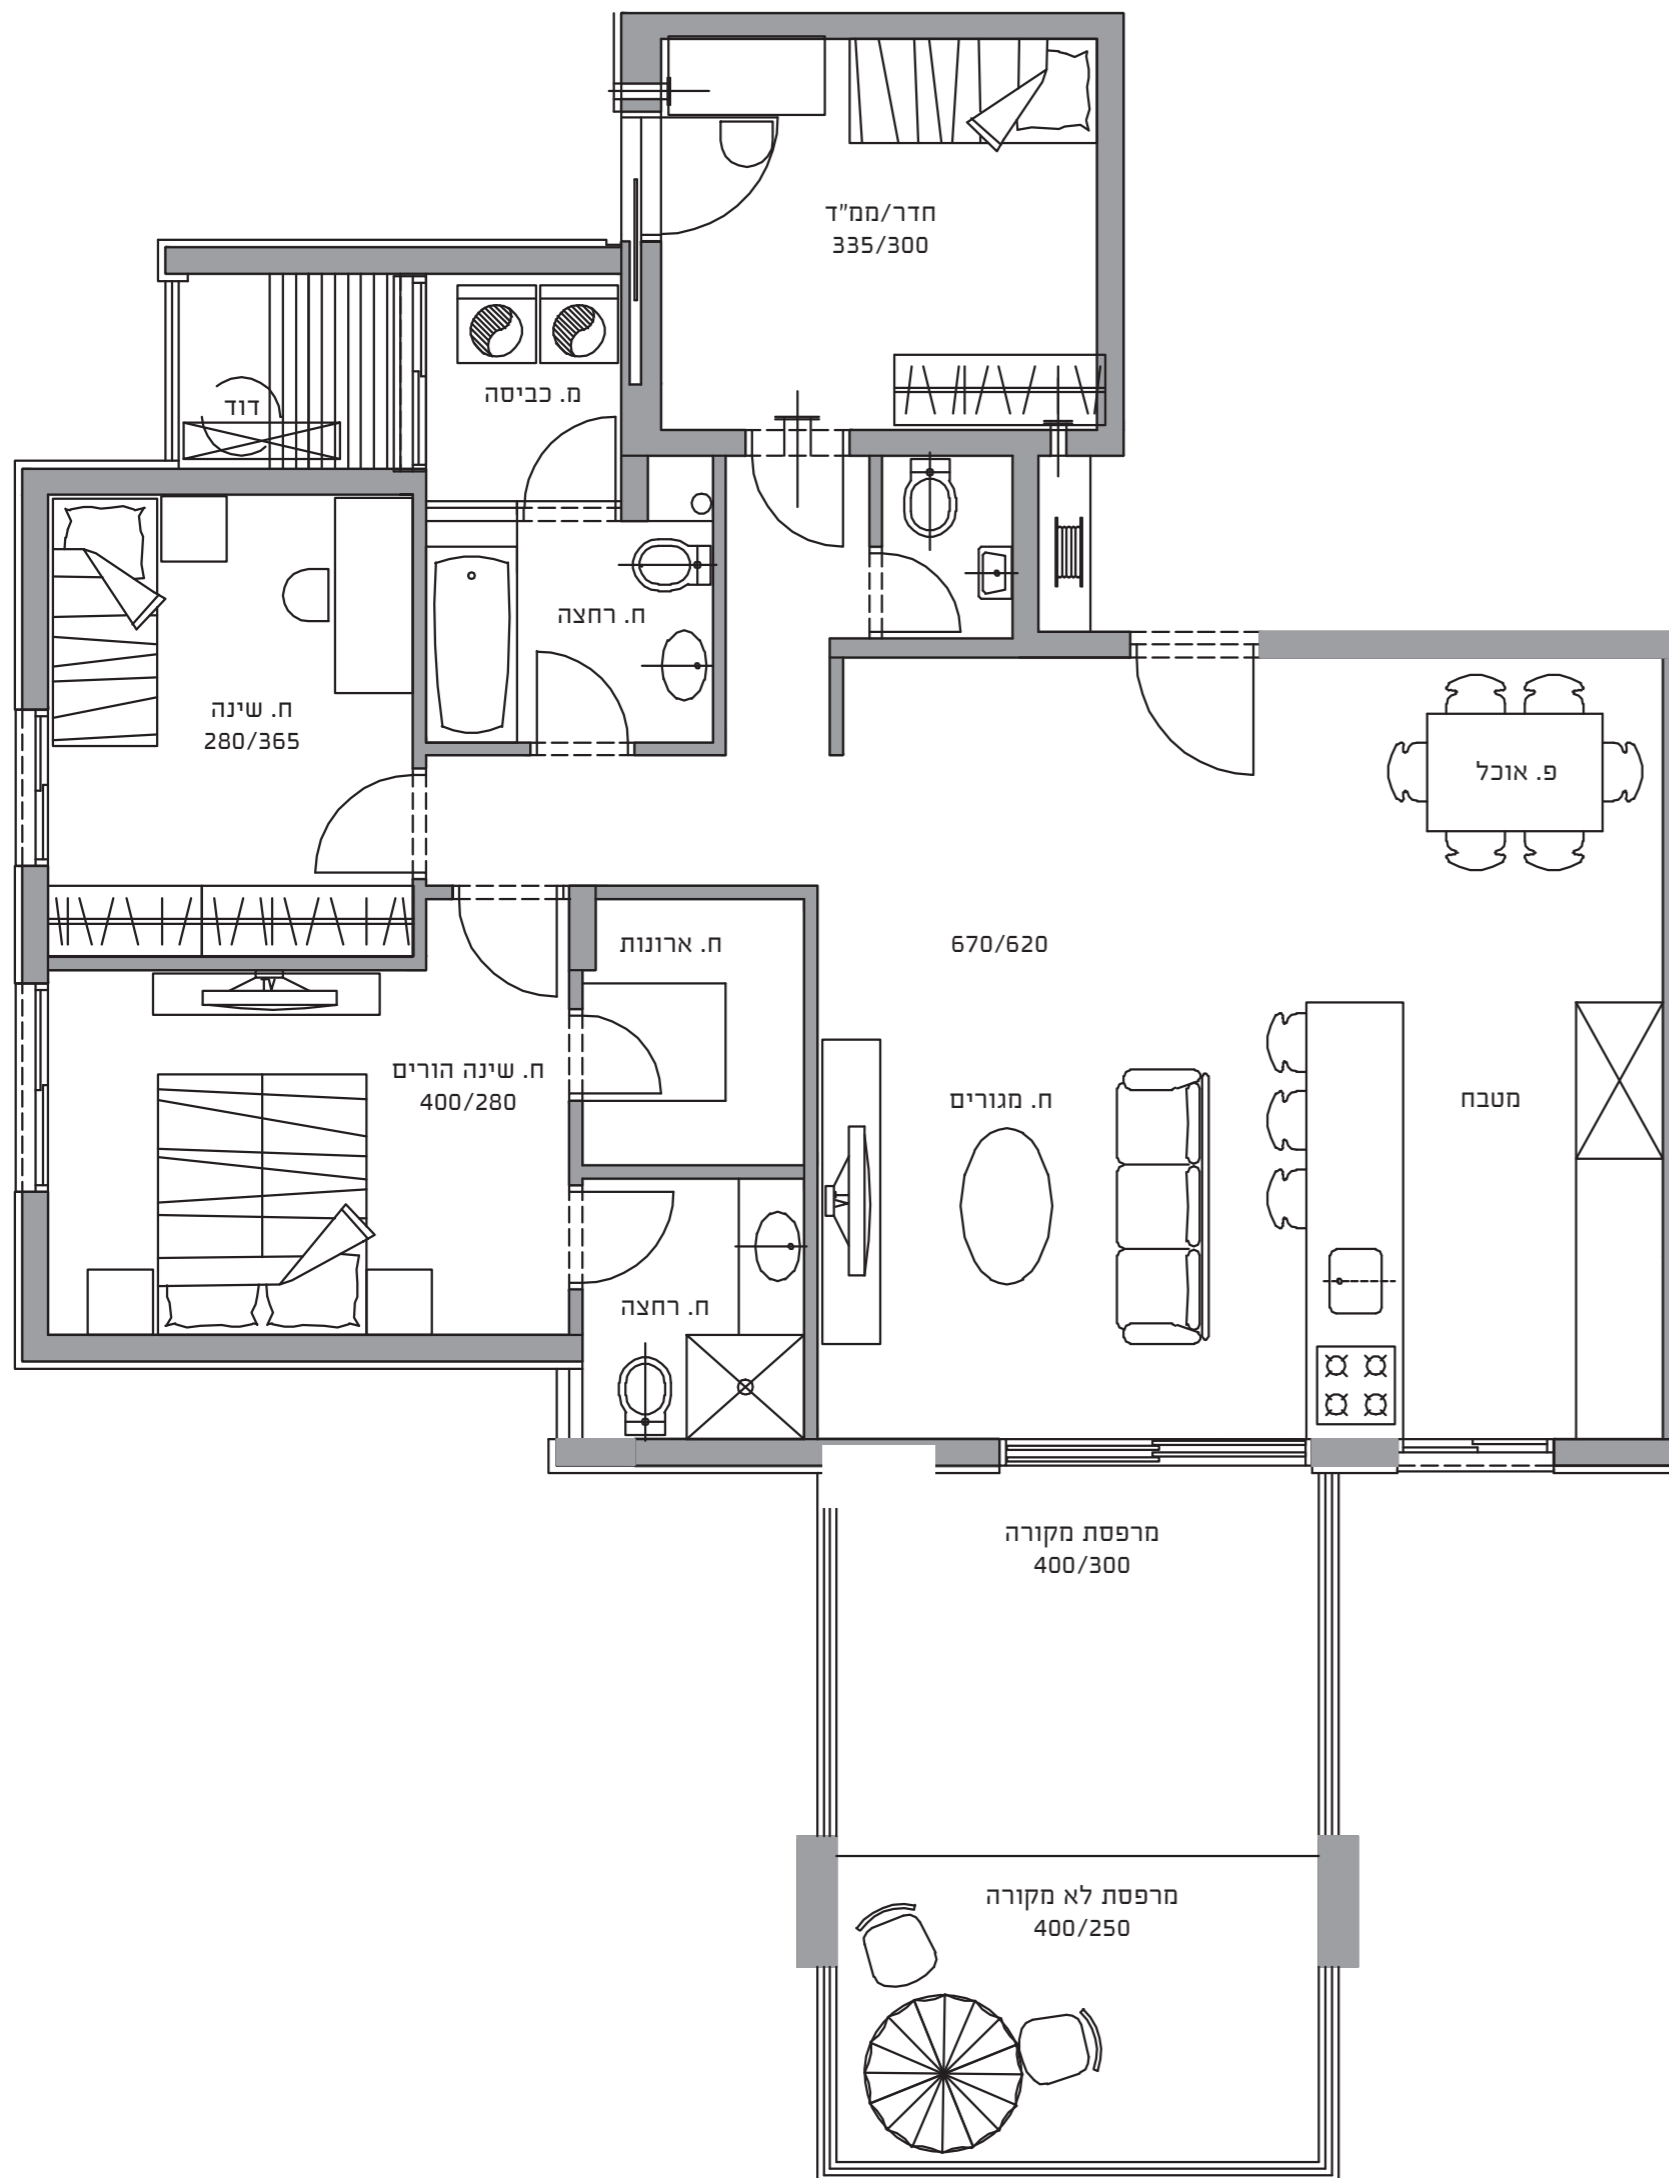 חדר/ממ"ד
335/300
דוד
מ. כביסה
ח. רחצה
ח. שינה
280/365
פ. אוכל
ח. ארונות
670/620
ח. שינה הורים
400/280
ח. מגורים
מטבח
ח. רחצה
מרפסת מקורה
400/300
מרפסת לא מקורה
400/250